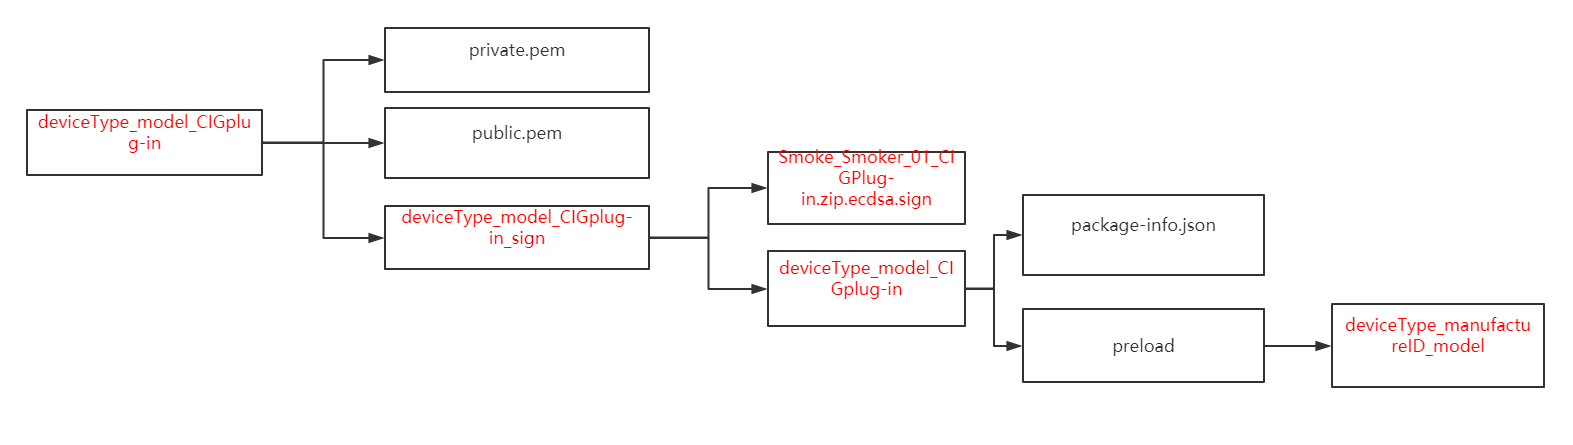 private.pem
deviceType_model_CIGplu
g-in
public.pem
deviceType_model_CIGplug-
in_sign
Smoke_Smoker_01_CI
GPlug-
in.zip.ecdsa.sign
deviceType_model_CI
Gplug-in
package-info.json
preload
deviceType_manufactu
reID_model